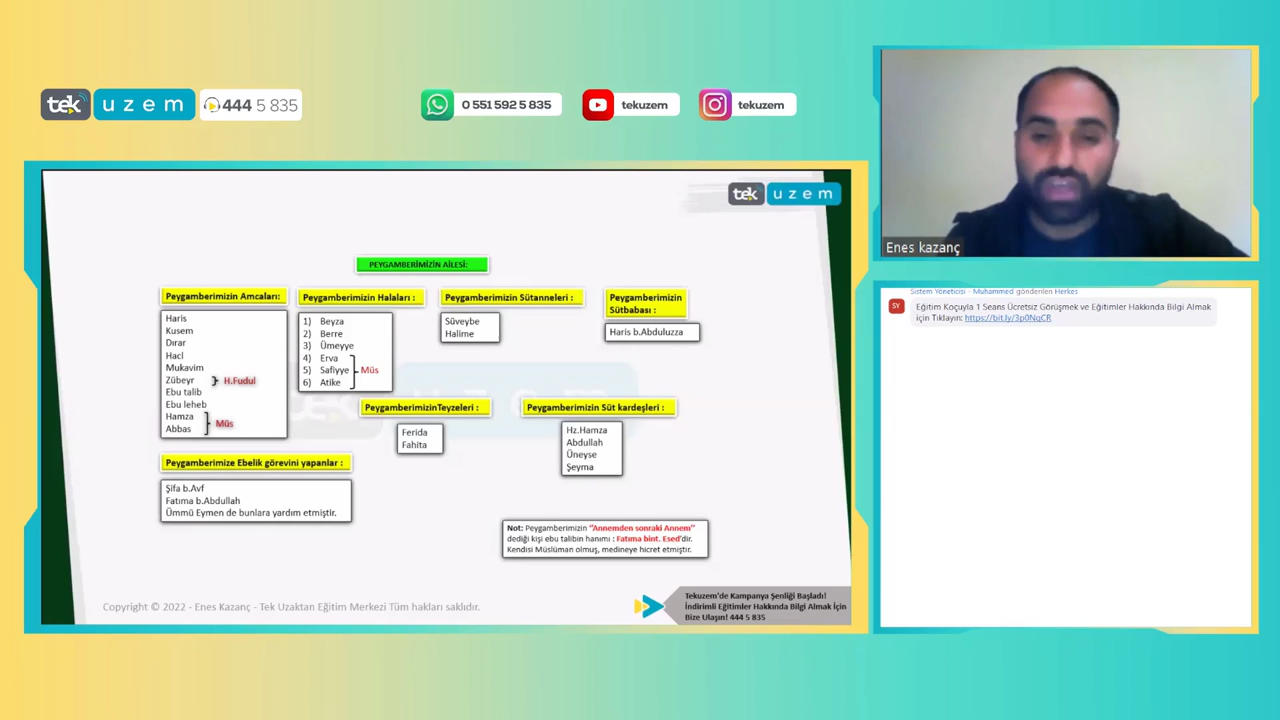 tek uzem 444 5 835
0 551 592 5 835
tekuzem
tekuzem
tek uzem
PEYGAMBERİMİZİN AİLESİ:
Peygamberimizin Amcaları:
Haris
Kusem
Dırar
Hacl
Mukavim
Zübeyr } H.Fudul
Ebu talib
Ebu leheb
Hamza
Abbas
Müs
Peygamberimizin Halaları :
1) Beyza
2) Berre
3) Ümeyye
4) Erva
5) Safiyye
6) Atike
Müs
Peygamberimizin Sütanneleri :
Süveybe
Halime
Peygamberimizin
Sütbabası :
Haris b.Abduluzza
PeygamberimizinTeyzeleri :
Ferida
Fahita
Peygamberimizin Süt kardeşleri :
Hz.Hamza
Abdullah
Üneyse
Şeyma
Peygamberimize Ebelik görevini yapanlar :
Şifa b.Avf
Fatıma b.Abdullah
Ümmü Eymen de bunlara yardım etmiştir.
Not: Peygamberimizin “Annemden sonraki Annem”
dediği kişi ebu talibin hanımı : Fatıma bint. Esed'dir.
Kendisi Müslüman olmuş, medineye hicret etmiştir.
Copyright © 2022 - Enes Kazanç - Tek Uzaktan Eğitim Merkezi Tüm hakları saklıdır.
Tekuzem'de Kampanya Şenliği Başladı!
İndirimli Eğitimler Hakkında Bilgi Almak İçin
Bize Ulaşın! 444 5 835
Enes kazanç
Sistem Yöneticisi - Muhammed gönderilen Herkes
SY
Eğitim Koçuyla 1 Seans Ücretsiz Görüşmek ve Eğitimler Hakkında Bilgi Almak
için Tıklayın: https://bit.ly/3p0NqCR